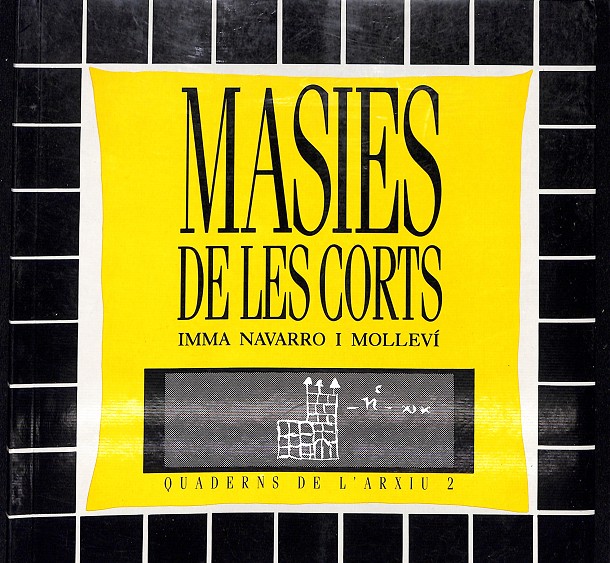 MASIES
DE LES CORTS
IMMA NAVARRO I MOLLEVÍ
QUADERNS DE L'ARXIU 2